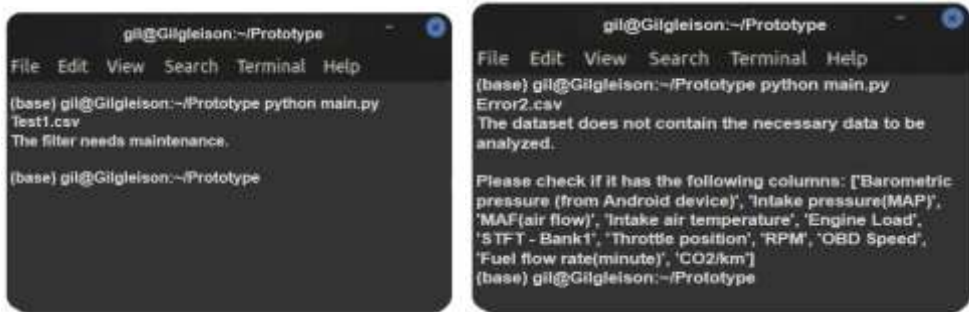 gil@Gilgleison:~/Prototype
File Edit View Search Terminal Help
(base) gil@Gilgleison:~/Prototype python main.py
Test1.csv
The filter needs maintenance.
(base) gil@Gilgleison:~/Prototype
gil@Gilgleison:~/Prototype
File Edit View Search Terminal Help
(base) gil@Gilgleison:~/Prototype python main.py
Error2.csv
The dataset does not contain the necessary data to be
analyzed.
Please check if it has the following columns: ['Barometric
pressure (from Android device)', 'Intake pressure(MAP)',
'MAF(air flow)', 'Intake air temperature', 'Engine Load',
'STFT - Bank1', 'Throttle position', 'RPM', 'OBD Speed',
'Fuel flow rate(minute)', 'CO2/km']
(base) gil@Gilgleison:~/Prototype